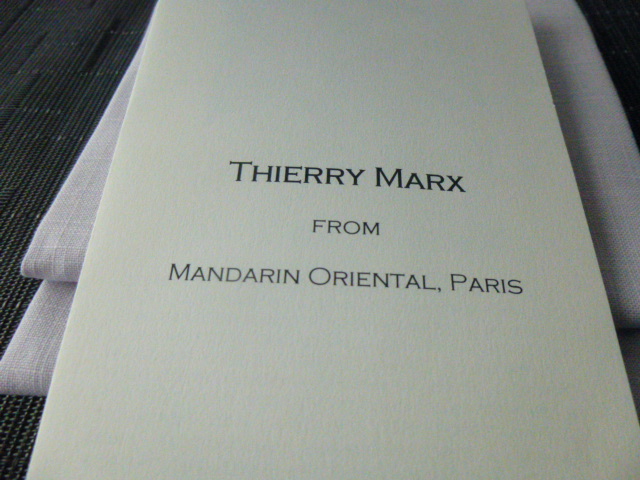 THIERRY MARX
FROM
MANDARIN ORIENTAL, PARIS